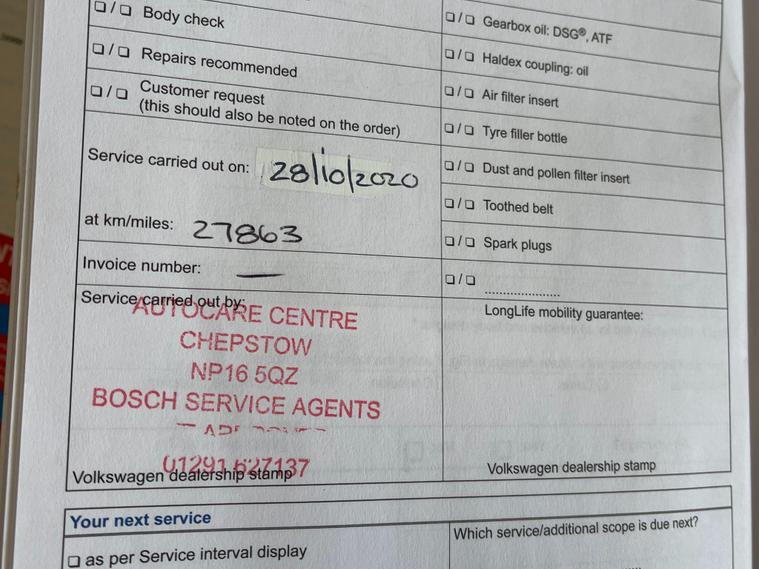 ☐/☐ Body check
☐/☐ Repairs recommended
☐/☐ Customer request
(this should also be noted on the order)
Service carried out on: 28/10/2020
at km/miles: 27863
Invoice number: —
Service carried out by:
AUTOCARE CENTRE
CHEPSTOW
NP16 5QZ
BOSCH SERVICE AGENTS
01291 627137
Volkswagen dealership stamp
☐/☐ Gearbox oil: DSG®, ATF
☐/☐ Haldex coupling: oil
☐/☐ Air filter insert
☐/☐ Tyre filler bottle
☐/☐ Dust and pollen filter insert
☐/☐ Toothed belt
☐/☐ Spark plugs
☐/☐ ....................
LongLife mobility guarantee:
Volkswagen dealership stamp
Your next service
☐ as per Service interval display
Which service/additional scope is due next?